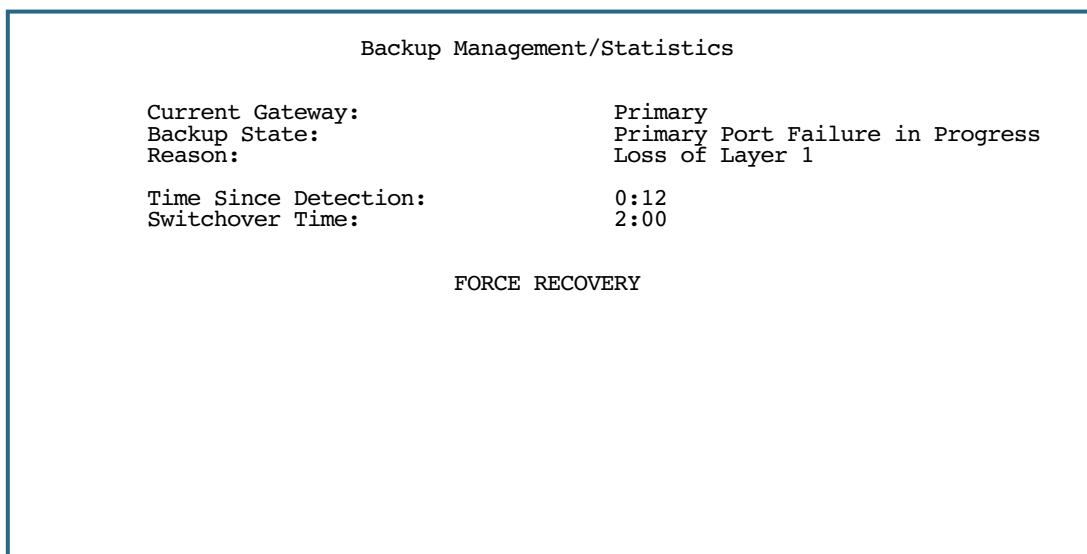 Backup Management/Statistics
Current Gateway: Primary
Backup State: Primary Port Failure in Progress
Reason: Loss of Layer 1
Time Since Detection: 0:12
Switchover Time: 2:00
FORCE RECOVERY